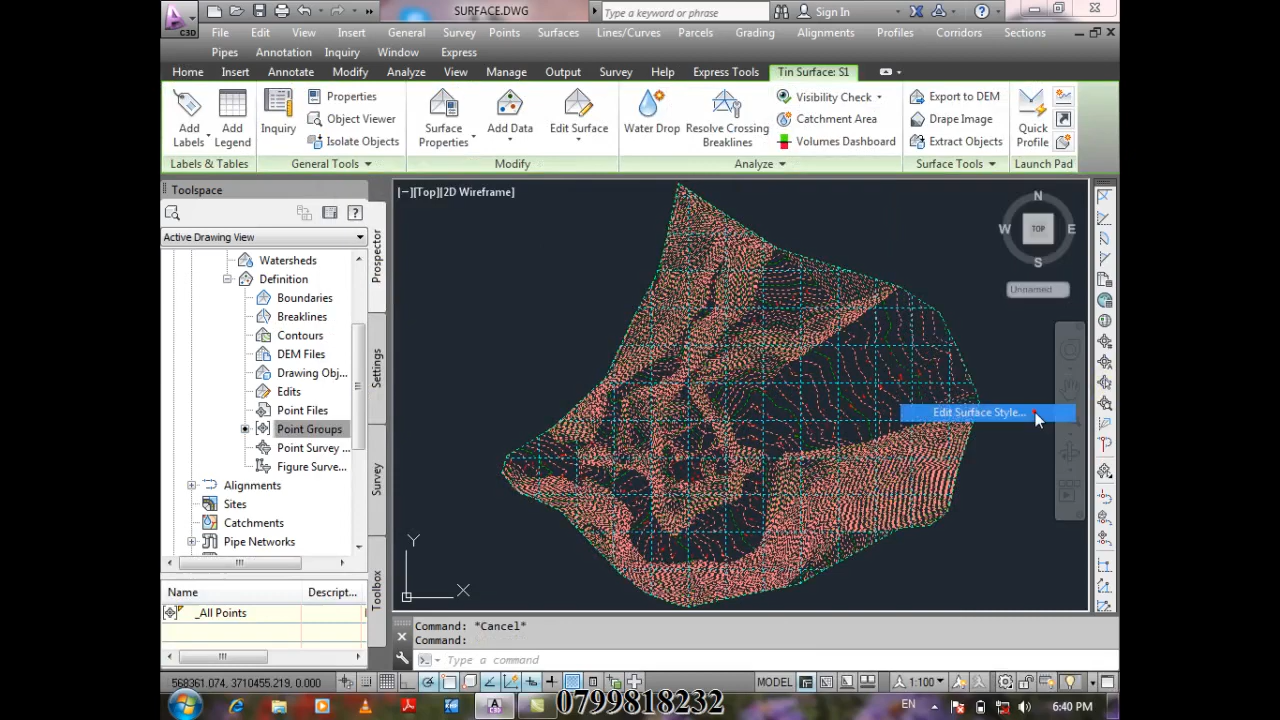 C3D
SURFACE.DWG
Type a keyword or phrase
Sign In
File Edit View Insert General Survey Points Surfaces Lines/Curves Parcels Grading Alignments Profiles Corridors Sections
Pipes Annotation Inquiry Window Express
Home Insert Annotate Modify Analyze View Manage Output Survey Help Express Tools Tin Surface: S1
Add Labels
Add Legend
Inquiry
Properties
Object Viewer
Isolate Objects
Surface Properties
Add Data
Edit Surface
Water Drop
Resolve Crossing Breaklines
Visibility Check
Catchment Area
Volumes Dashboard
Export to DEM
Drape Image
Extract Objects
Quick Profile
Labels & Tables General Tools Modify Analyze Surface Tools Launch Pad
Toolspace
Active Drawing View
Watersheds
Definition
Boundaries
Breaklines
Contours
DEM Files
Drawing Obj...
Edits
Point Files
Point Groups
Point Survey ...
Figure Surve...
Alignments
Sites
Catchments
Pipe Networks
Prospector
Settings
Survey
Toolbox
Name Descript...
_All Points
[−][Top][2D Wireframe]
N
W TOP E
S
Unnamed
Edit Surface Style...
Y
X
Command: *Cancel*
Command:
Type a command
568361.074, 3710455.219, 0.000
MODEL
1:100
0799818232
EN
6:40 PM